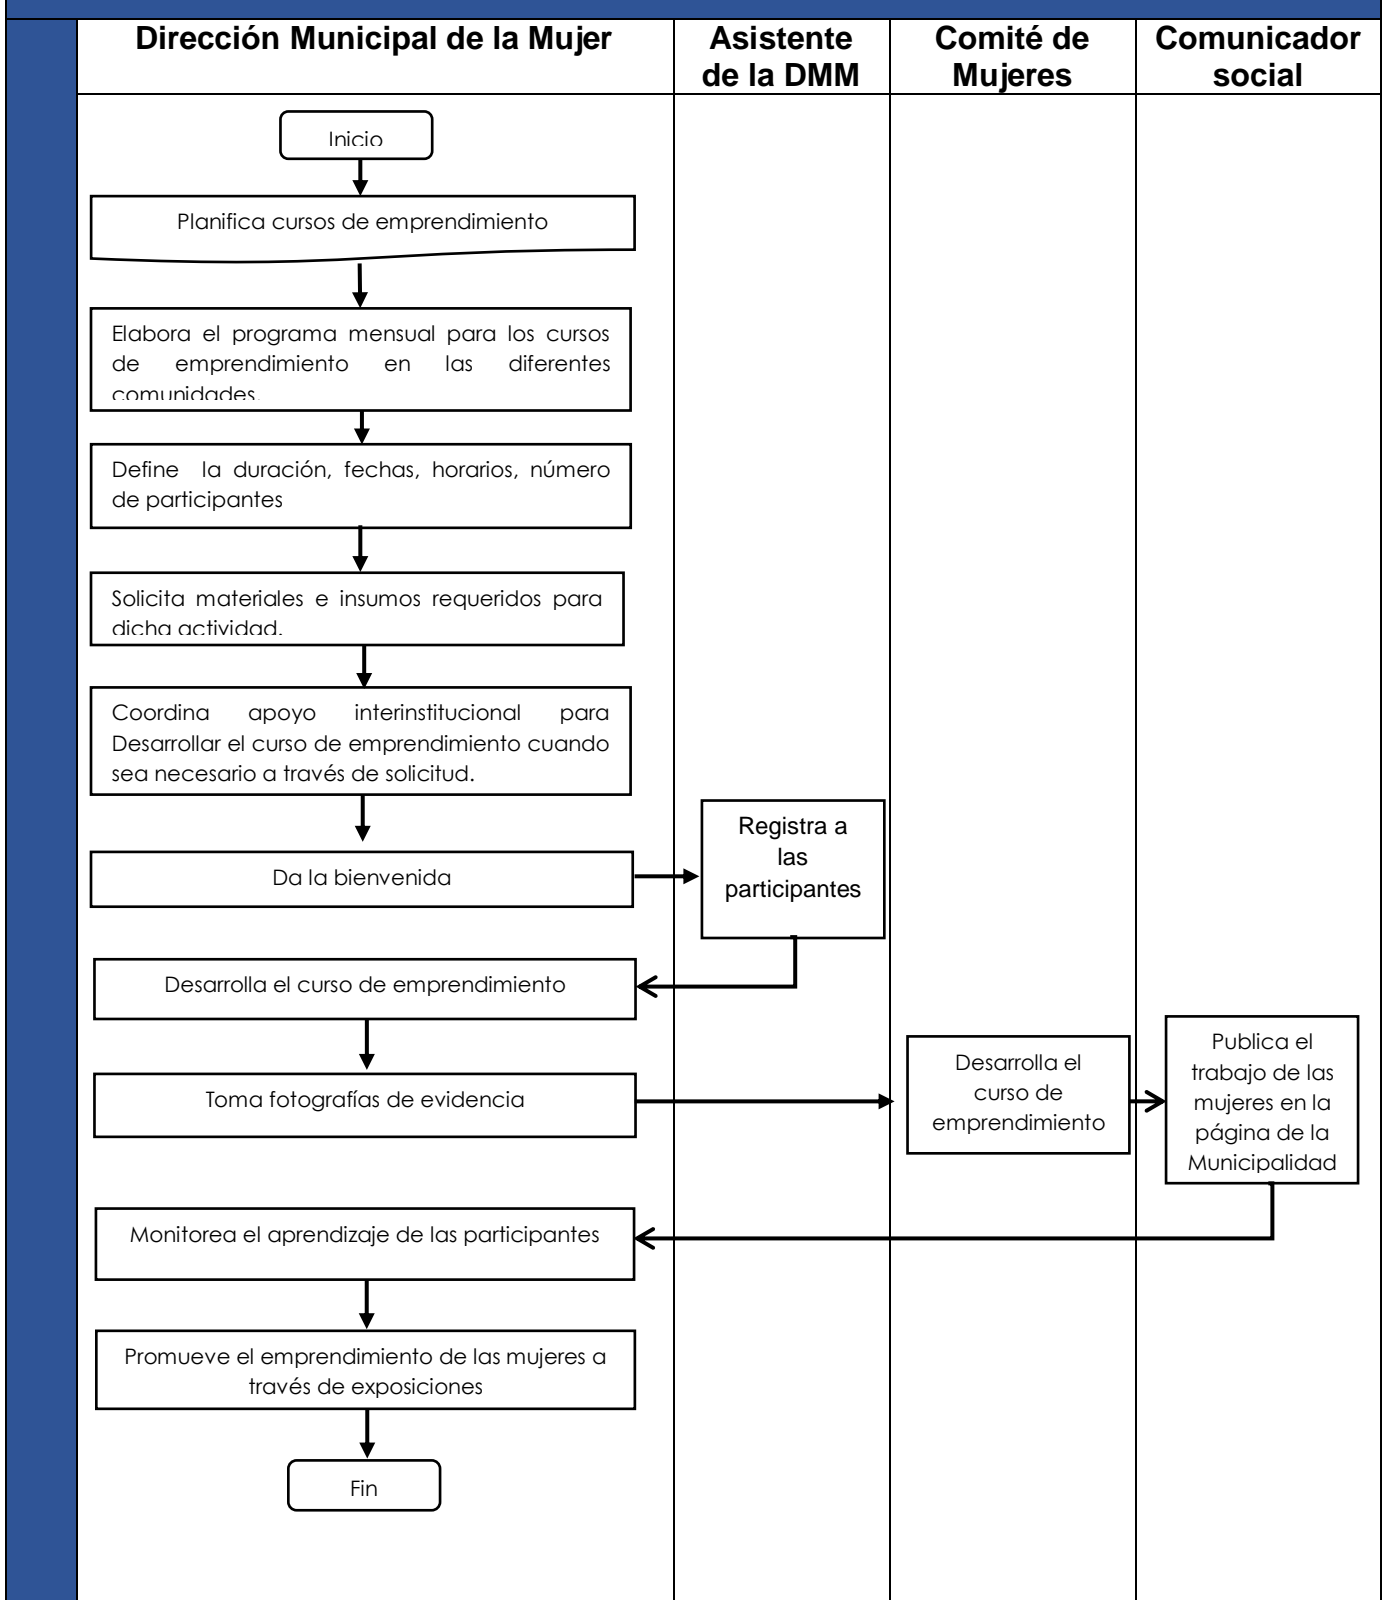 Dirección Municipal de la Mujer
Asistente
de la DMM
Comité de
Mujeres
Comunicador
social
Inicio
Planifica cursos de emprendimiento
Elabora el programa mensual para los cursos
de emprendimiento en las diferentes
comunidades.
Define la duración, fechas, horarios, número
de participantes
Solicita materiales e insumos requeridos para
dicha actividad.
Coordina apoyo interinstitucional para
Desarrollar el curso de emprendimiento cuando
sea necesario a través de solicitud.
Da la bienvenida
Registra a
las
participantes
Desarrolla el curso de emprendimiento
Toma fotografías de evidencia
Desarrolla el
curso de
emprendimiento
Publica el
trabajo de las
mujeres en la
página de la
Municipalidad
Monitorea el aprendizaje de las participantes
Promueve el emprendimiento de las mujeres a
través de exposiciones
Fin